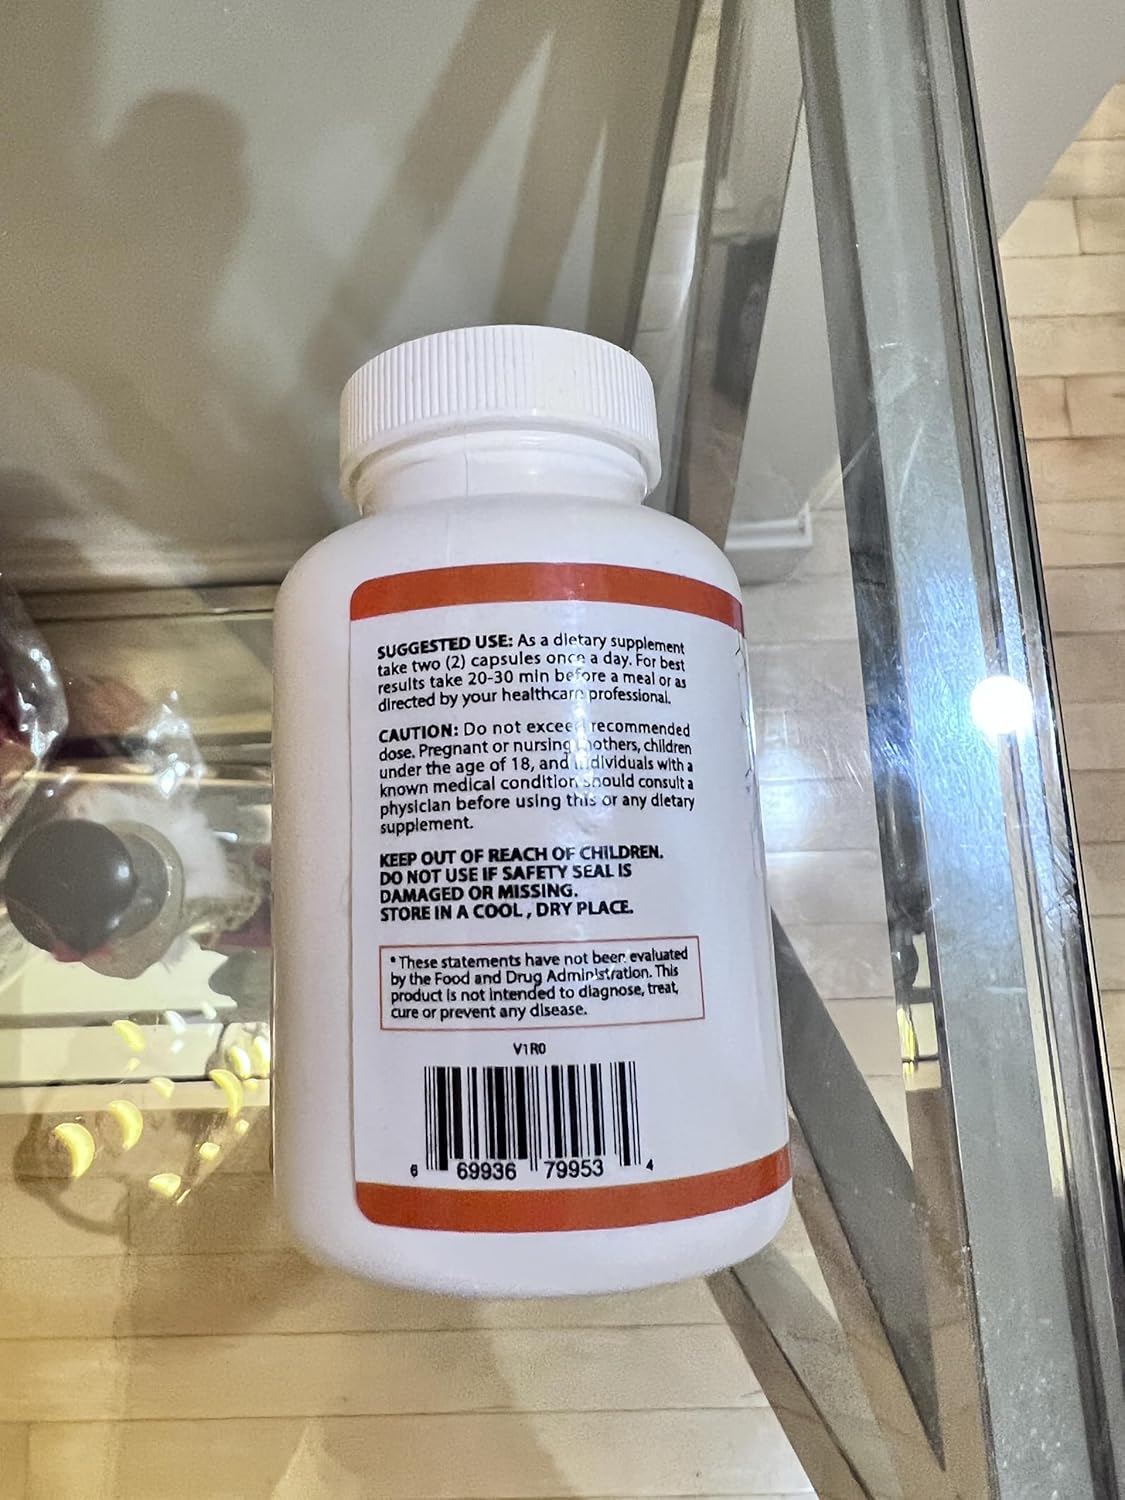 SUGGESTED USE: As a dietary supplement
take two (2) capsules once a day. For best
results take 20-30 min before a meal or as
directed by your healthcare professional.
CAUTION: Do not exceed recommended
dose. Pregnant or nursing mothers, children
under the age of 18, and individuals with a
known medical condition should consult a
physician before using this or any dietary
supplement.
KEEP OUT OF REACH OF CHILDREN.
DO NOT USE IF SAFETY SEAL IS
DAMAGED OR MISSING.
STORE IN A COOL , DRY PLACE.
*These statements have not been evaluated
by the Food and Drug Administration. This
product is not intended to diagnose, treat,
cure or prevent any disease.
V1R0
6 69936 79953 4